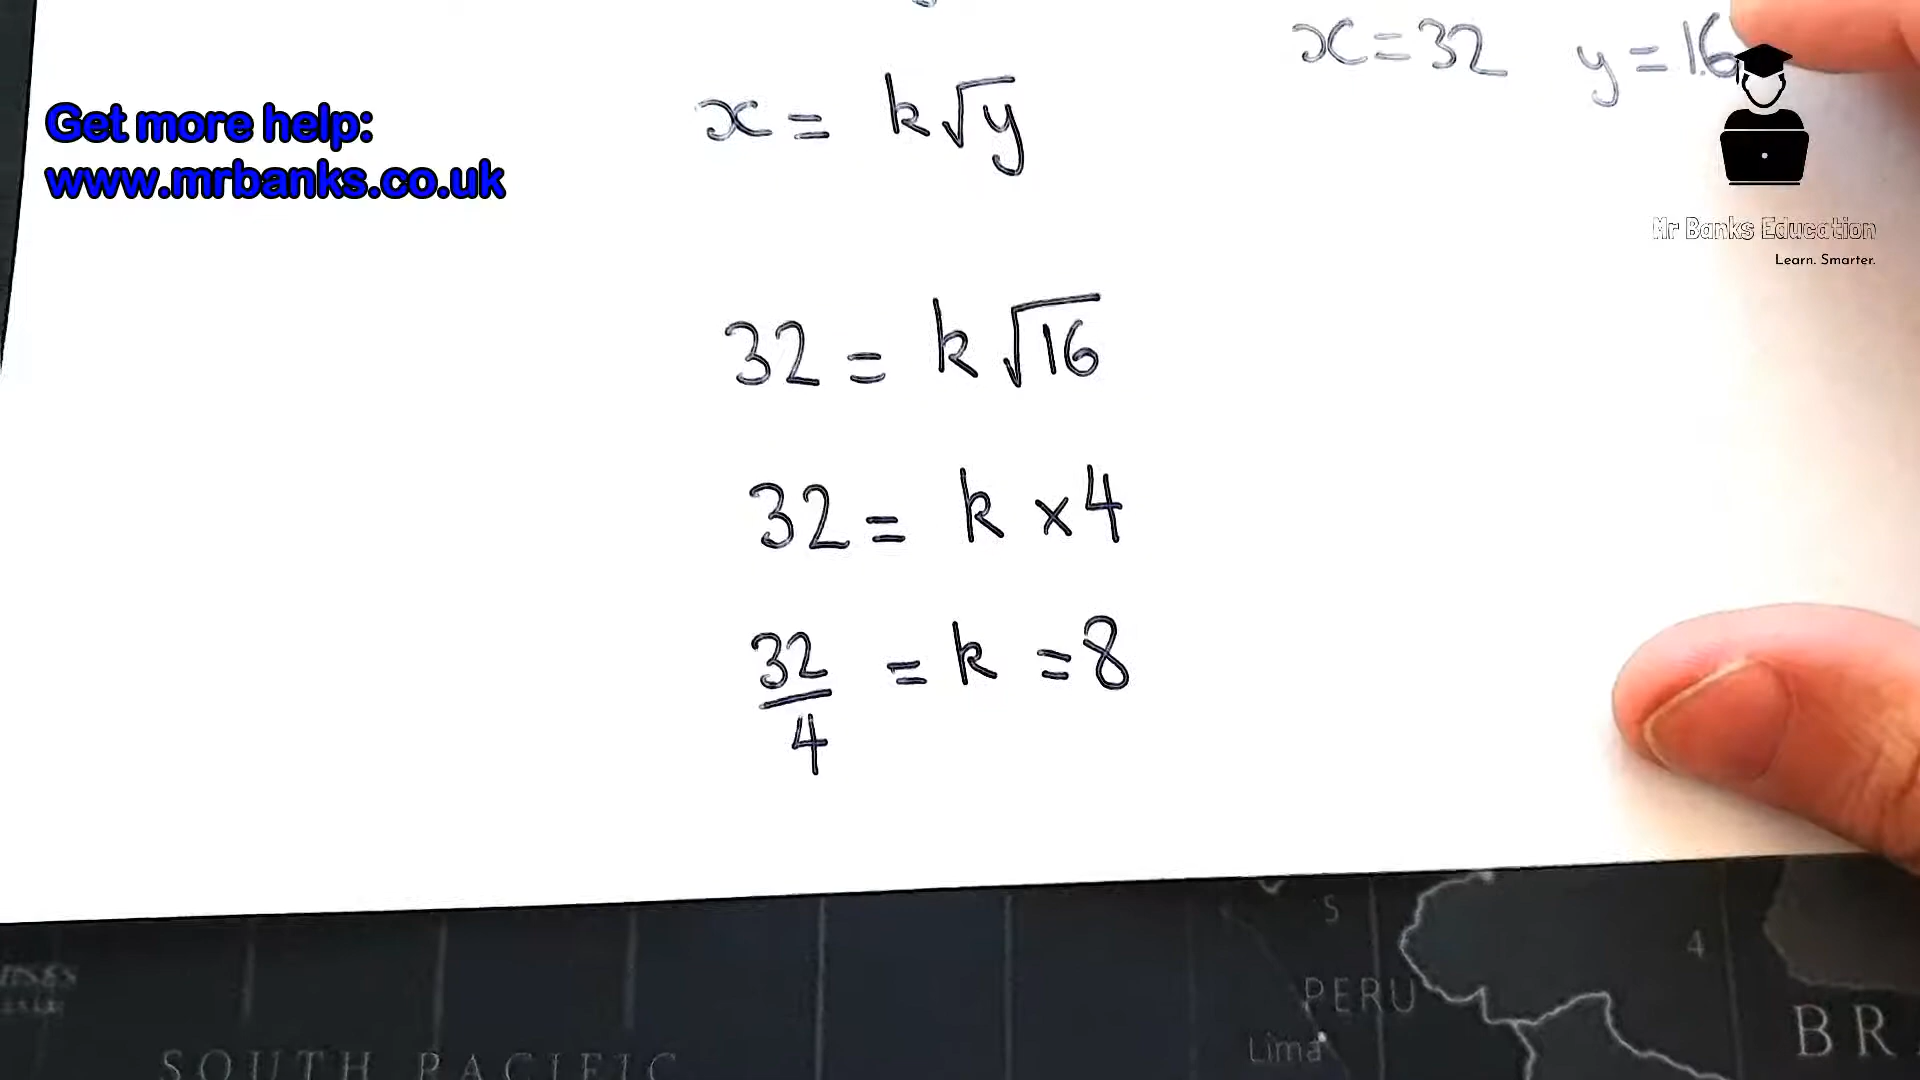 x = 32 y = 16
x = k√y
Get more help:
www.mrbanks.co.uk
Mr Banks Education
Learn. Smarter.
32 = k√16
32 = k × 4
32/4 = k = 8
5
4
PERU
Lima
BR
SOUTH PACIFIC